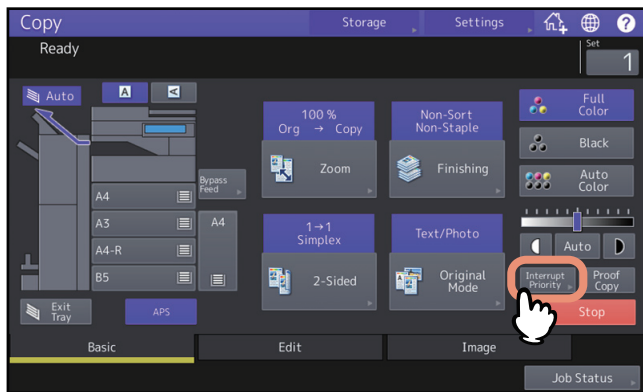 Copy
Storage
Settings
?
Ready
Set
1
Auto
A
A
100 %
Org → Copy
Non-Sort
Non-Staple
Full
Color
Zoom
Finishing
Black
Bypass
Feed
Auto
Color
A4
A3
A4
1→1
Simplex
Text/Photo
A4-R
Auto
B5
2-Sided
Original
Mode
Interrupt
Priority
Proof
Copy
Exit
Tray
APS
Stop
Basic
Edit
Image
Job Status